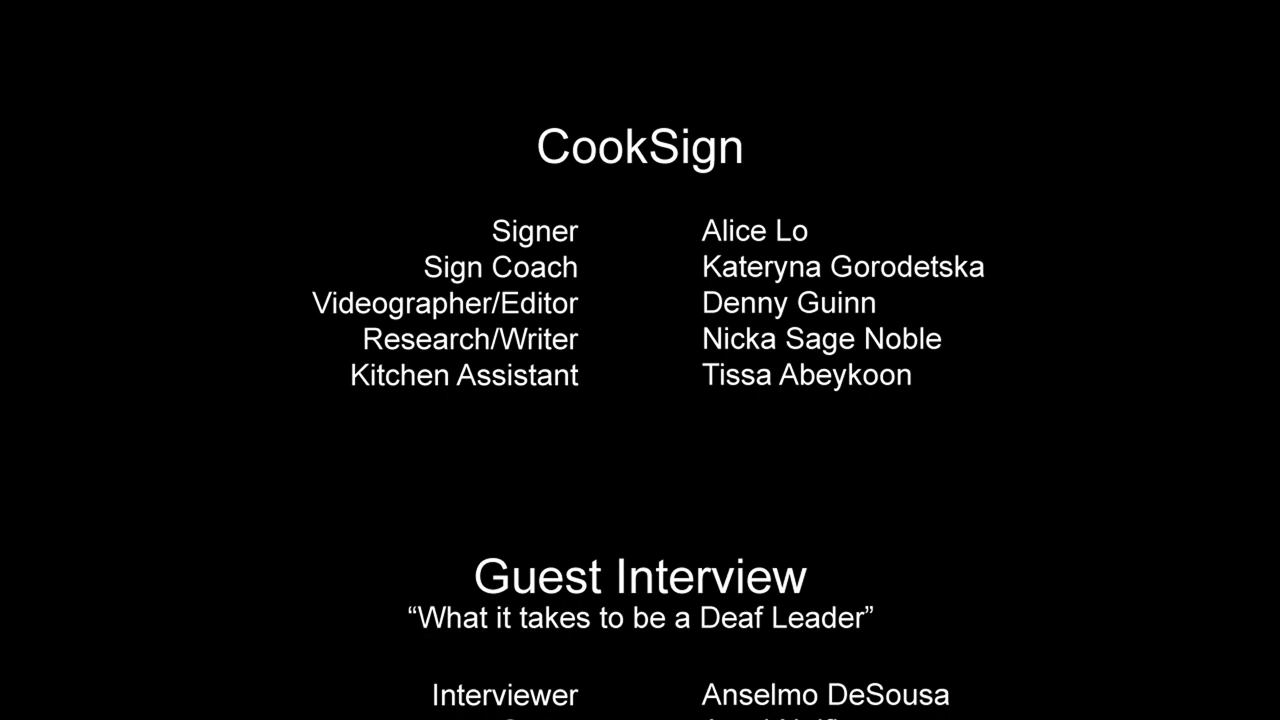 CookSign
Signer Alice Lo
Sign Coach Kateryna Gorodetska
Videographer/Editor Denny Guinn
Research/Writer Nicka Sage Noble
Kitchen Assistant Tissa Abeykoon
Guest Interview
“What it takes to be a Deaf Leader”
Interviewer Anselmo DeSousa